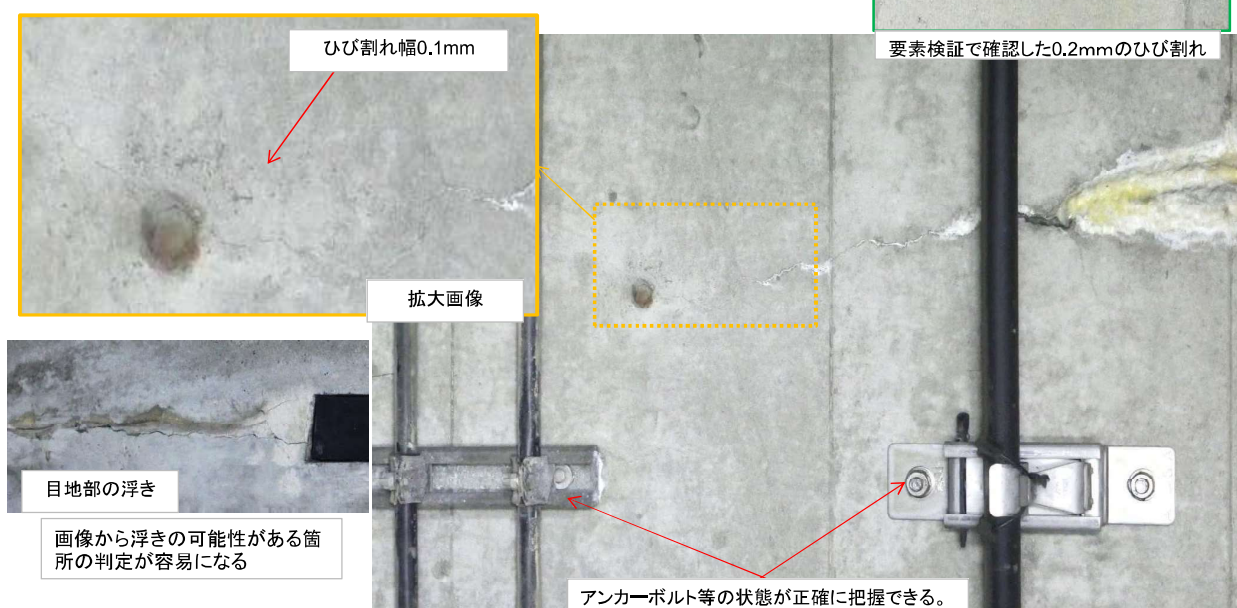 ひび割れ幅0.1mm
要素検証で確認した0.2mmのひび割れ
拡大画像
目地部の浮き
画像から浮きの可能性がある箇
所の判定が容易になる
アンカーボルト等の状態が正確に把握できる。